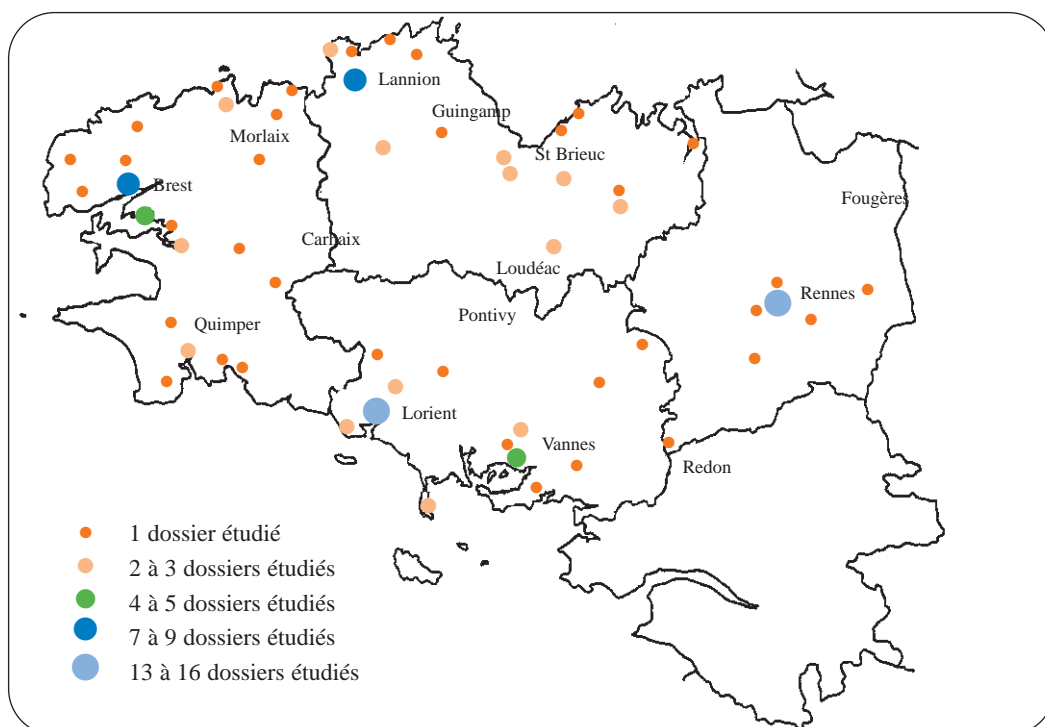 Lannion
Guingamp
Morlaix
St Brieuc
Brest
Fougères
Carhaix
Loudéac
Rennes
Pontivy
Quimper
Lorient
Vannes
Redon
1 dossier étudié
2 à 3 dossiers étudiés
4 à 5 dossiers étudiés
7 à 9 dossiers étudiés
13 à 16 dossiers étudiés